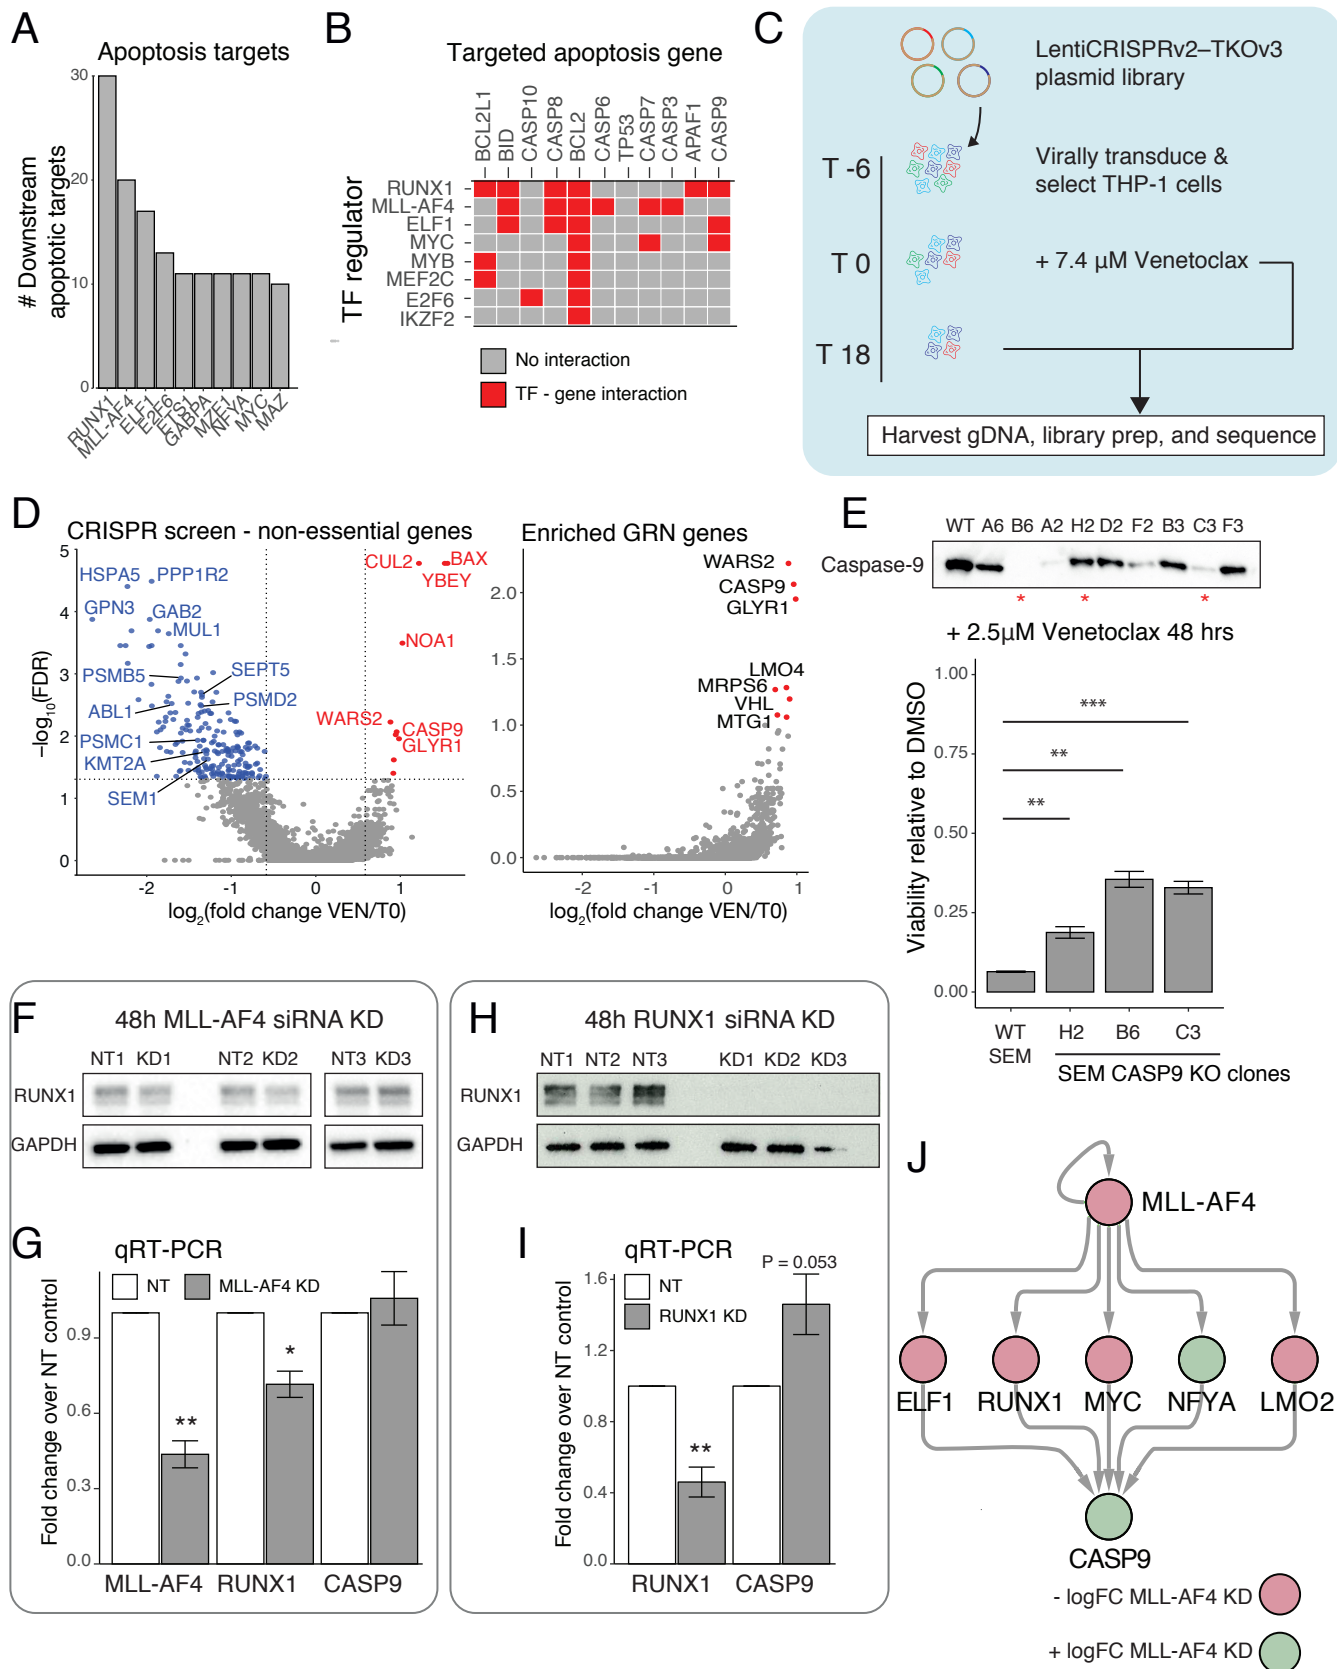 A
Apoptosis targets
# Downstream
apoptotic targets
30
20
10
0
RUNX1
MLL-AF4
ELF1
E2F6
ETS1
GABPA
MZF1
NFYA
MYC
MAZ
B
Targeted apoptosis gene
BCL2L1
BID
CASP10
CASP8
BCL2
CASP6
TP53
CASP7
CASP3
APAF1
CASP9
TF regulator
RUNX1
MLL-AF4
ELF1
MYC
MYB
MEF2C
E2F6
IKZF2
No interaction
TF - gene interaction
C
LentiCRISPRv2–TKOv3
plasmid library
T -6
Virally transduce &
select THP-1 cells
T 0
+ 7.4 µM Venetoclax
T 18
Harvest gDNA, library prep, and sequence
D
CRISPR screen - non-essential genes
–log10(FDR)
5
4
3
2
1
0
-2
-1
0
1
log2(fold change VEN/T0)
HSPA5
PPP1R2
GPN3
GAB2
MUL1
PSMB5
SEPT5
ABL1
PSMD2
PSMC1
KMT2A
SEM1
CUL2
BAX
YBEY
NOA1
WARS2
CASP9
GLYR1
Enriched GRN genes
2.0
1.5
1.0
0.5
0.0
-2
-1
0
1
log2(fold change VEN/T0)
WARS2
CASP9
GLYR1
LMO4
MRPS6
VHL
MTG1
E
WT A6 B6 A2 H2 D2 F2 B3 C3 F3
Caspase-9
* * *
+ 2.5µM Venetoclax 48 hrs
Viability relative to DMSO
1.00
0.75
0.50
0.25
0.00
***
**
**
WT
SEM
H2
B6
C3
SEM CASP9 KO clones
F
48h MLL-AF4 siRNA KD
NT1 KD1 NT2 KD2 NT3 KD3
RUNX1
GAPDH
G
qRT-PCR
NT
MLL-AF4 KD
Fold change over NT control
0.9
0.6
0.3
0.0
**
*
MLL-AF4
RUNX1
CASP9
H
48h RUNX1 siRNA KD
NT1 NT2 NT3 KD1 KD2 KD3
RUNX1
GAPDH
I
qRT-PCR
P = 0.053
NT
RUNX1 KD
Fold change over NT control
1.6
1.2
0.8
0.4
0.0
**
RUNX1
CASP9
J
MLL-AF4
ELF1
RUNX1
MYC
NFYA
LMO2
CASP9
- logFC MLL-AF4 KD
+ logFC MLL-AF4 KD